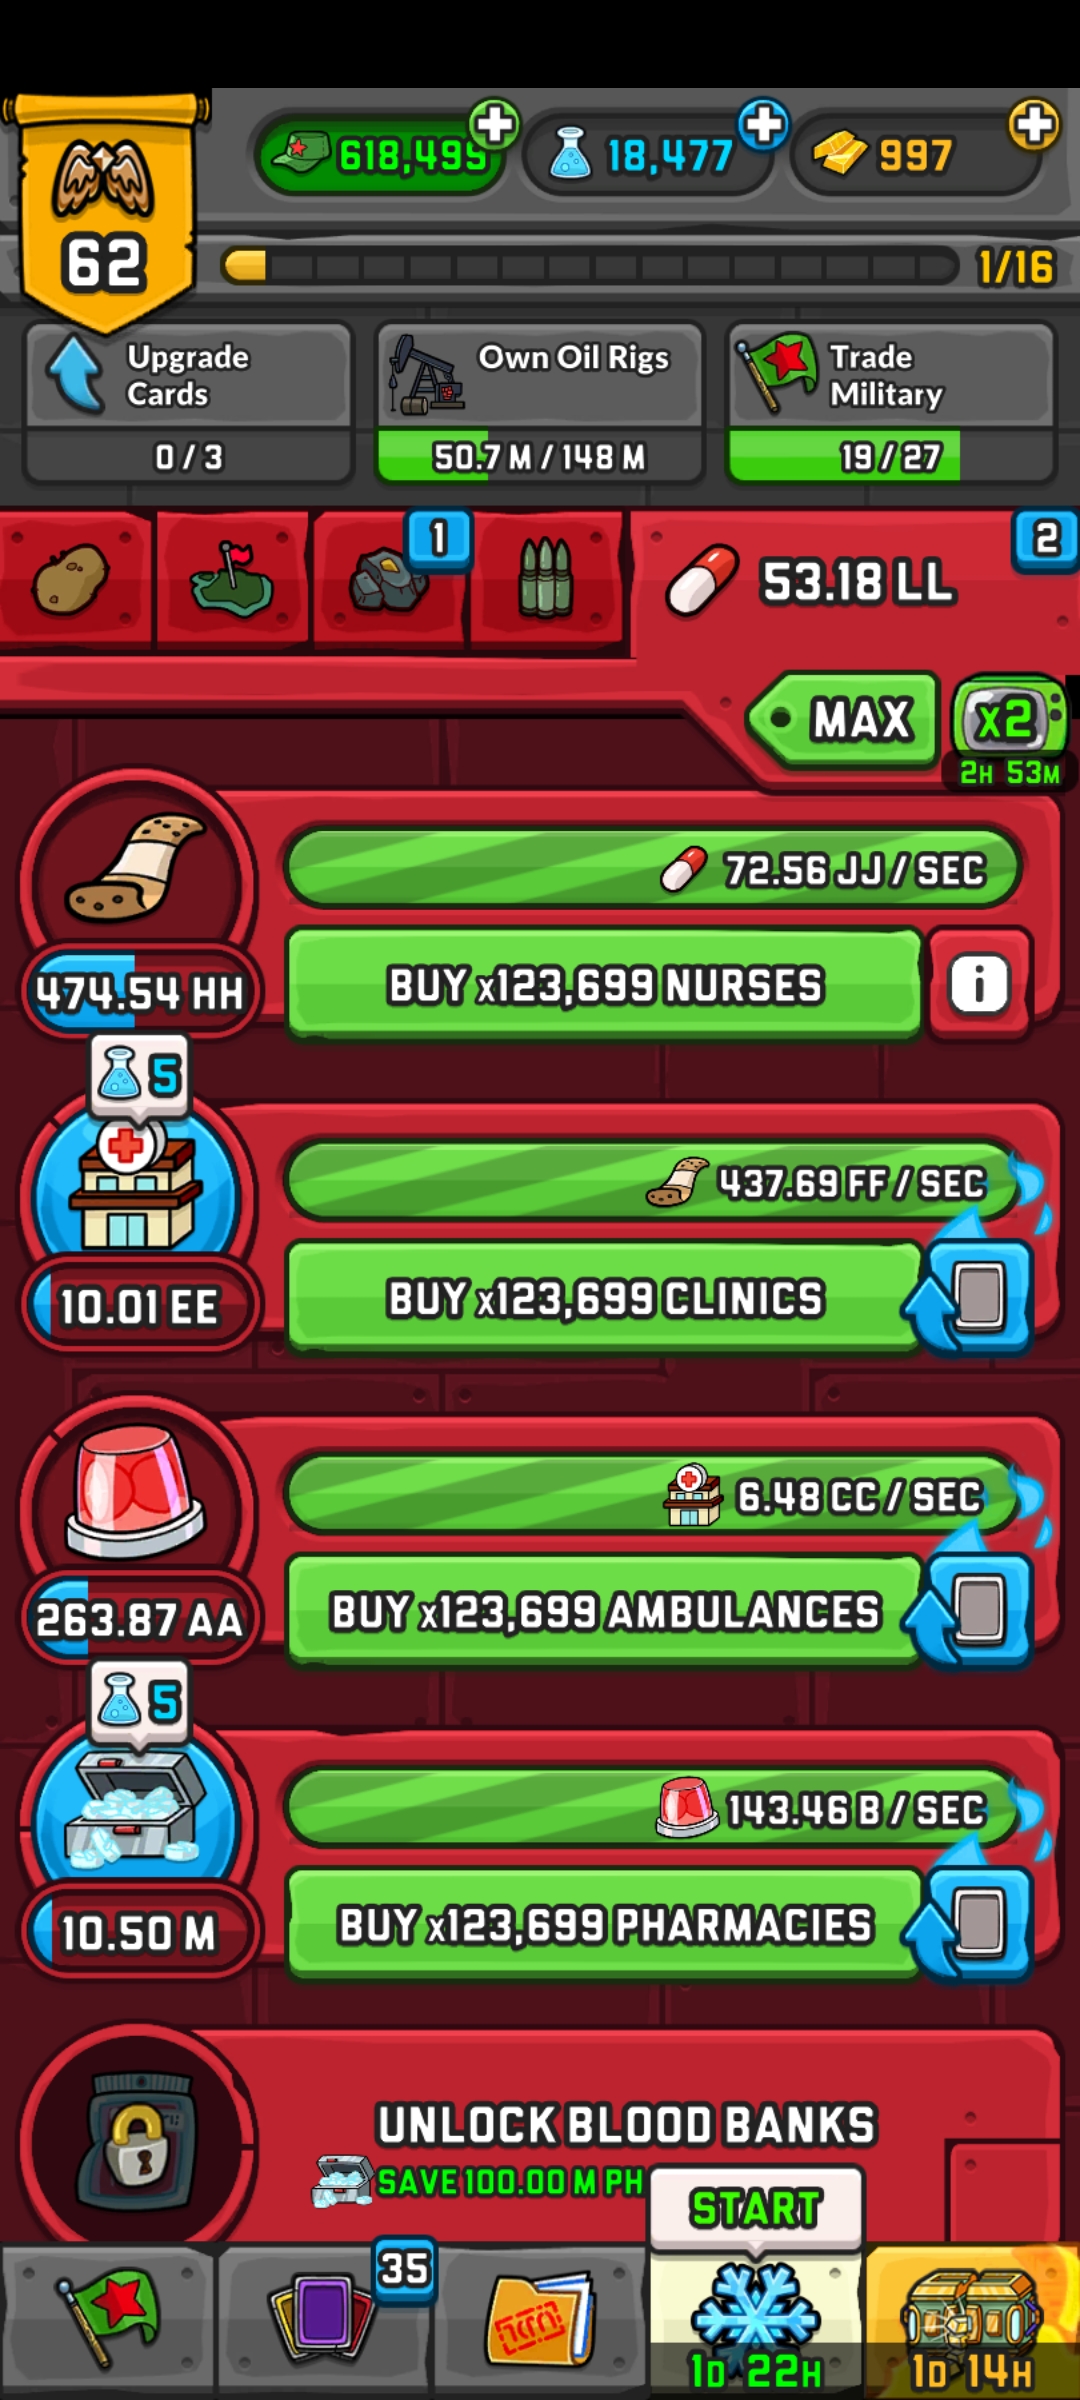 618,499
18,477
997
62
1/16
Upgrade
Cards
0 / 3
Own Oil Rigs
50.7 M / 148 M
Trade
Military
19 / 27
1
53.18 LL
2
MAX
x2
2H 53M
72.56 JJ / SEC
474.54 HH
BUY x123,699 NURSES
i
5
437.69 FF / SEC
10.01 EE
BUY x123,699 CLINICS
6.48 CC / SEC
263.87 AA
BUY x123,699 AMBULANCES
5
143.46 B / SEC
10.50 M
BUY x123,699 PHARMACIES
UNLOCK BLOOD BANKS
SAVE 100.00 M PH
START
35
1D 22H
1D 14H